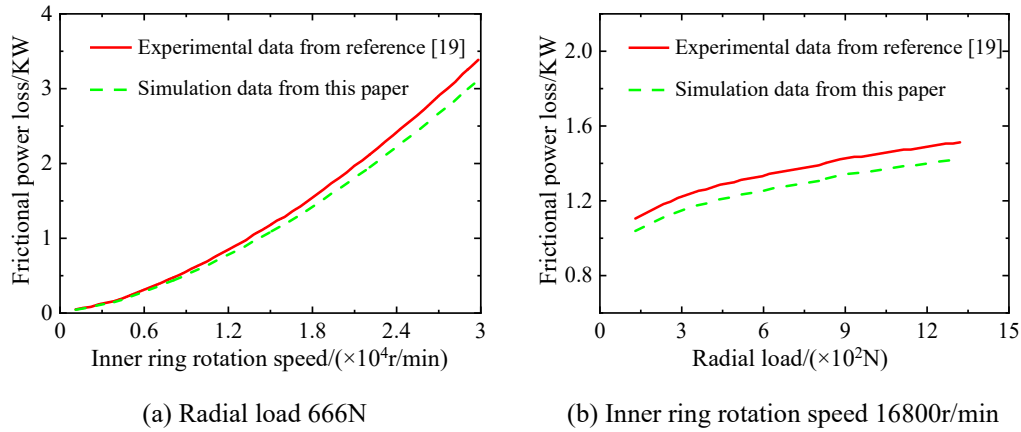 Frictional power loss/KW
4
3
2
1
0
Experimental data from reference [19]
Simulation data from this paper
0 0.6 1.2 1.8 2.4 3
Inner ring rotation speed/(×10⁴r/min)
(a) Radial load 666N
Frictional power loss/KW
2.0
1.6
1.2
0.8
Experimental data from reference [19]
Simulation data from this paper
0 3 6 9 12 15
Radial load/(×10²N)
(b) Inner ring rotation speed 16800r/min